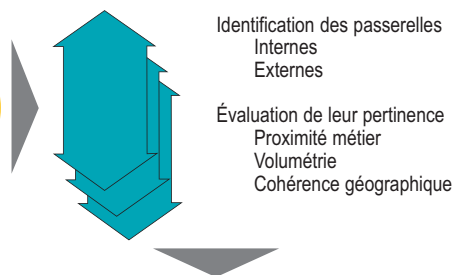 Identification des passerelles
Internes
Externes
Évaluation de leur pertinence
Proximité métier
Volumétrie
Cohérence géographique